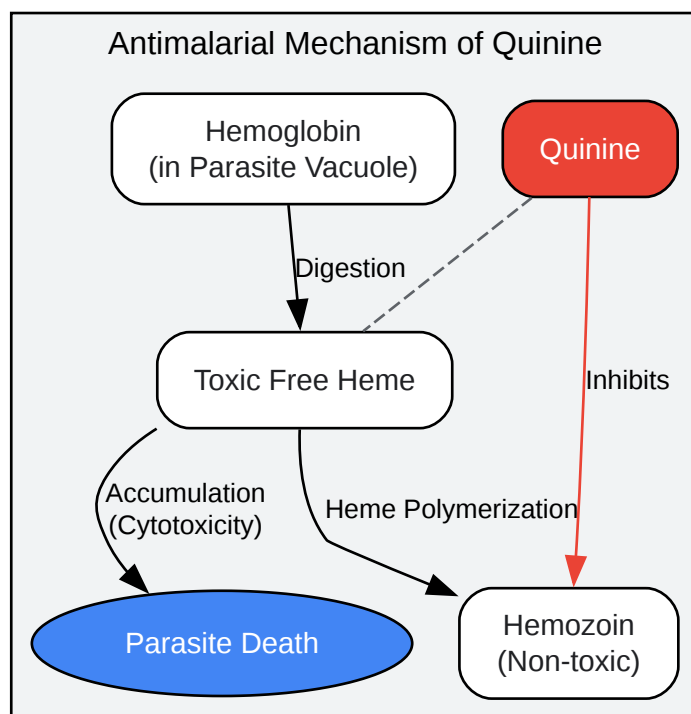 Antimalarial Mechanism of Quinine
Hemoglobin
(in Parasite Vacuole)
Quinine
Digestion
Toxic Free Heme
Inhibits
Accumulation
(Cytotoxicity)
Heme Polymerization
Parasite Death
Hemozoin
(Non-toxic)